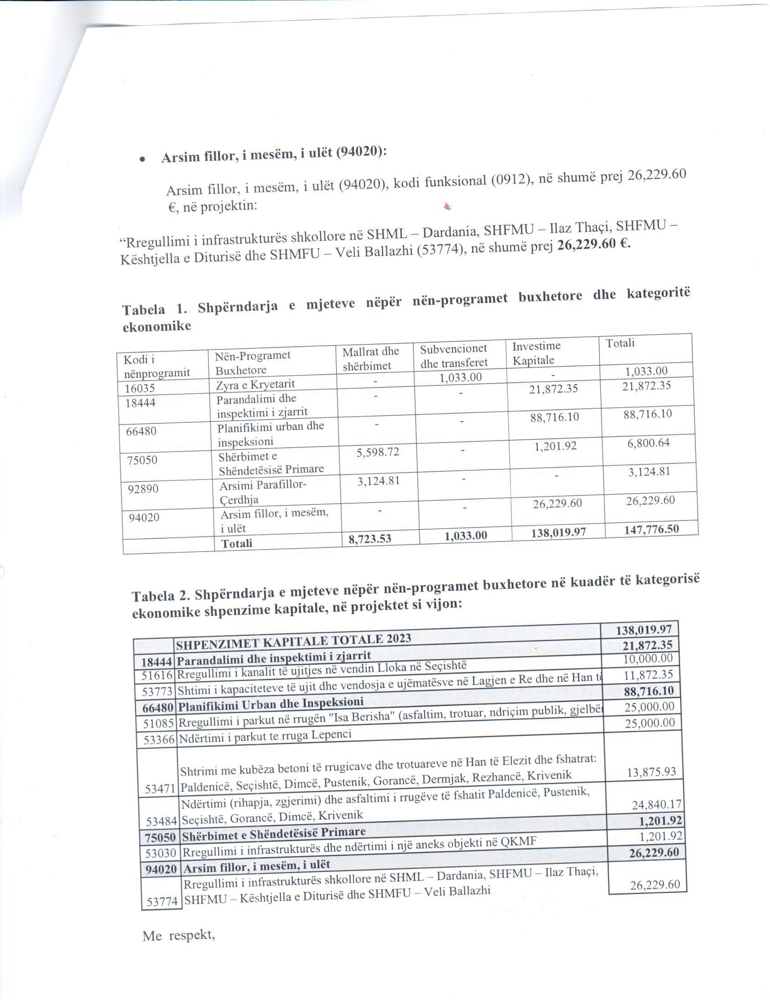 • Arsim fillor, i mesëm, i ulët (94020):
Arsim fillor, i mesëm, i ulët (94020), kodi funksional (0912), në shumë prej 26,229.60
€, në projektin:
“Rregullimi i infrastrukturës shkollore në SHML – Dardania, SHFMU – Ilaz Thaçi, SHFMU –
Kështjella e Diturisë dhe SHMFU – Veli Ballazhi (53774), në shumë prej 26,229.60 €.
Tabela 1. Shpërndarja e mjeteve nëpër nën-programet buxhetore dhe kategoritë
ekonomike
Kodi i nënprogramit Nën-Programet Buxhetore Mallrat dhe shërbimet Subvencionet dhe transferet Investime Kapitale Totali
16035 Zyra e Kryetarit - 1,033.00 - 1,033.00
18444 Parandalimi dhe inspektimi i zjarrit - - 21,872.35 21,872.35
66480 Planifikimi urban dhe inspeksioni - - 88,716.10 88,716.10
75050 Shërbimet e Shëndetësisë Primare 5,598.72 - 1,201.92 6,800.64
92890 Arsimi Parafillor-Çerdhja 3,124.81 - - 3,124.81
94020 Arsim fillor, i mesëm, i ulët - - 26,229.60 26,229.60
Totali 8,723.53 1,033.00 138,019.97 147,776.50
Tabela 2. Shpërndarja e mjeteve nëpër nën-programet buxhetore në kuadër të kategorisë
ekonomike shpenzime kapitale, në projektet si vijon:
SHPENZIMET KAPITALE TOTALE 2023 138,019.97
18444 Parandalimi dhe inspektimi i zjarrit 21,872.35
51616 Rregullimi i kanalit të ujitjes në vendin Lloka në Seçishtë 10,000.00
53773 Shtimi i kapaciteteve të ujit dhe vendosja e ujëmatësve në Lagjen e Re dhe në Han të 11,872.35
66480 Planifikimi Urban dhe Inspeksioni 88,716.10
51085 Rregullimi i parkut në rrugën "Isa Berisha" (asfaltim, trotuar, ndriçim publik, gjelbër 25,000.00
53366 Ndërtimi i parkut te rruga Lepenci 25,000.00
Shtrimi me kubëza betoni të rrugicave dhe trotuareve në Han të Elezit dhe fshatrat:
53471 Paldenicë, Seçishtë, Dimcë, Pustenik, Gorancë, Dermjak, Rezhancë, Krivenik 13,875.93
Ndërtimi (rihapja, zgjerimi) dhe asfaltimi i rrugëve të fshatit Paldenicë, Pustenik,
53484 Seçishtë, Gorancë, Dimcë, Krivenik 24,840.17
75050 Shërbimet e Shëndetësisë Primare 1,201.92
53030 Rregullimi i infrastrukturës dhe ndërtimi i një aneks objekti në QKMF 1,201.92
94020 Arsim fillor, i mesëm, i ulët 26,229.60
Rregullimi i infrastrukturës shkollore në SHML – Dardania, SHFMU – Ilaz Thaçi,
53774 SHFMU – Kështjella e Diturisë dhe SHMFU – Veli Ballazhi 26,229.60
Me respekt,